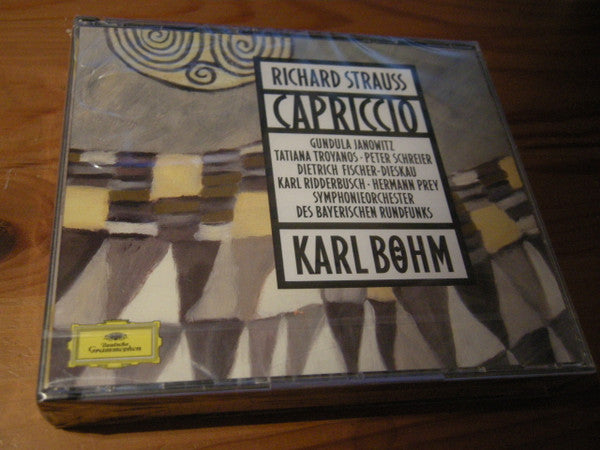 RICHARD STRAUSS
CAPRICCIO
GUNDULA JANOWITZ
TATIANA TROYANOS · PETER SCHREIER
DIETRICH FISCHER-DIESKAU
KARL RIDDERBUSCH · HERMANN PREY
SYMPHONIEORCHESTER
DES BAYERISCHEN RUNDFUNKS
KARL BÖHM
Deutsche
Grammophon